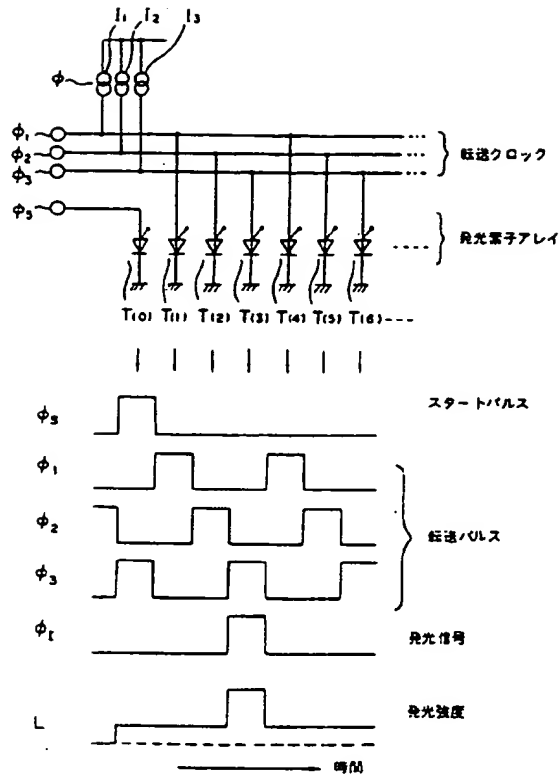 I₁ I₂ I₃
φ
φ₁
φ₂
φ₃
転送クロック
φs
発光素子アレイ
T(0) T(1) T(2) T(3) T(4) T(5) T(6)
φs スタートパルス
φ₁
φ₂ 転送パルス
φ₃
φI 発光信号
L 発光強度
時間